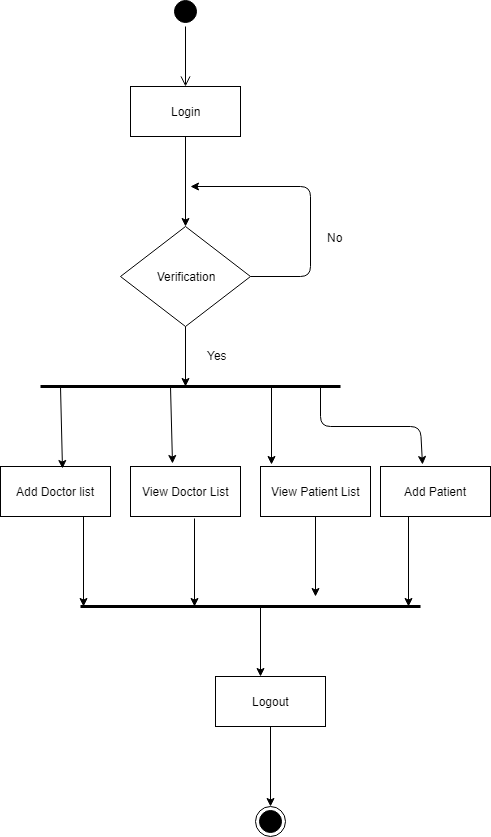 Login
No
Verification
Yes
Add Doctor list
View Doctor List
View Patient List
Add Patient
Logout